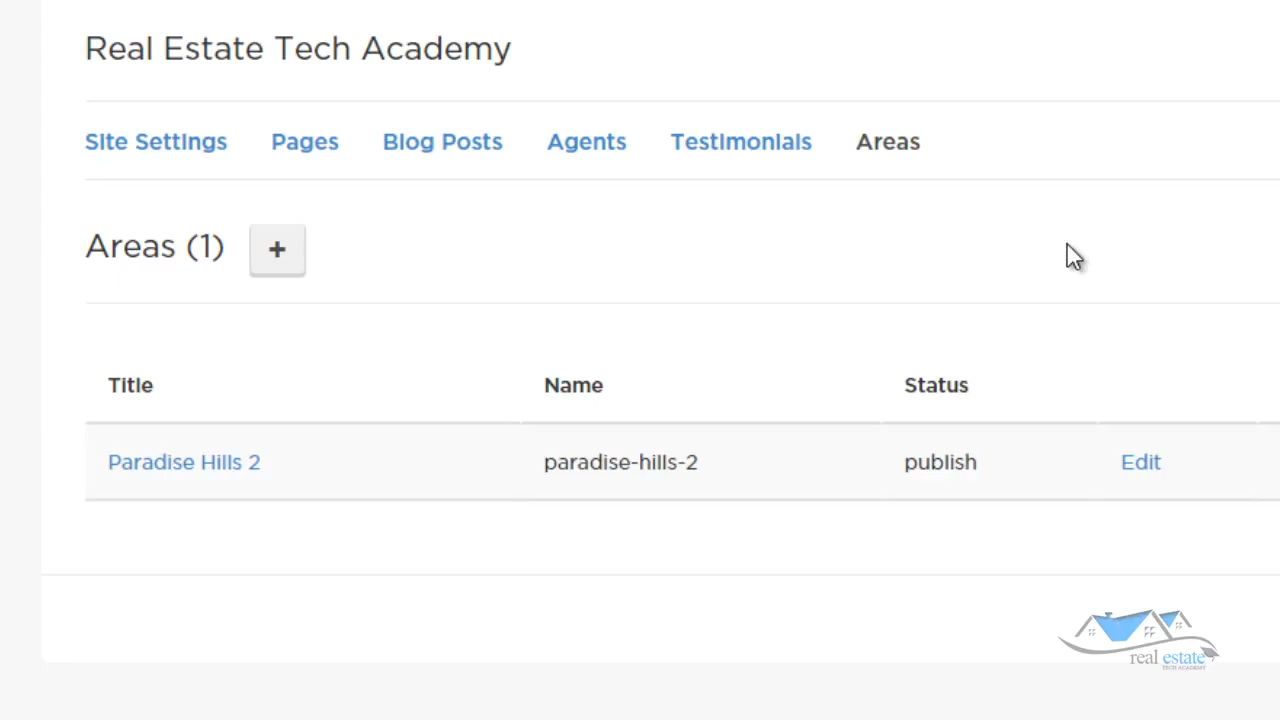 Real Estate Tech Academy
Site Settings Pages Blog Posts Agents Testimonials Areas
Areas (1) +
Title Name Status
Paradise Hills 2 paradise-hills-2 publish Edit
real estate
TECH ACADEMY